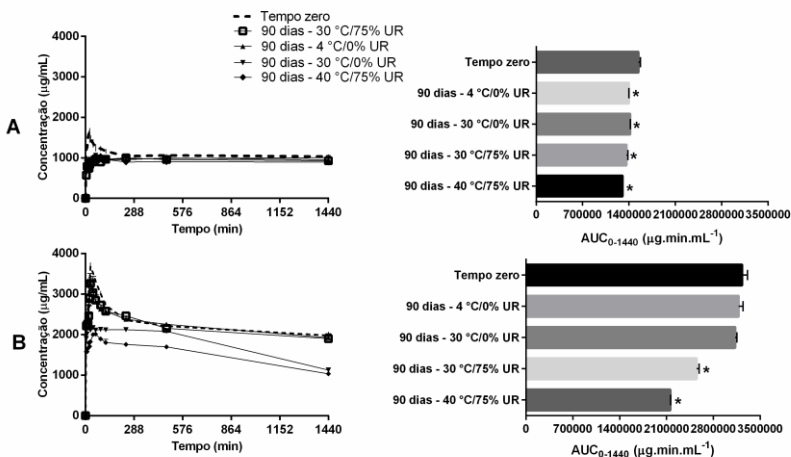 Tempo zero
90 dias - 30 °C/75% UR
90 dias - 4 °C/0% UR
90 dias - 30 °C/0% UR
90 dias - 40 °C/75% UR
A
Concentração (µg/mL)
4000
3000
2000
1000
0
0 288 576 864 1152 1440
Tempo (min)
Tempo zero
90 dias - 4 °C/0% UR *
90 dias - 30 °C/0% UR *
90 dias - 30 °C/75% UR *
90 dias - 40 °C/75% UR *
0 700000 1400000 2100000 2800000 3500000
AUC0-1440 (µg.min.mL-1)
B
Concentração (µg/mL)
4000
3000
2000
1000
0
0 288 576 864 1152 1440
Tempo (min)
Tempo zero
90 dias - 4 °C/0% UR
90 dias - 30 °C/0% UR
90 dias - 30 °C/75% UR *
90 dias - 40 °C/75% UR *
0 700000 1400000 2100000 2800000 3500000
AUC0-1440 (µg.min.mL-1)